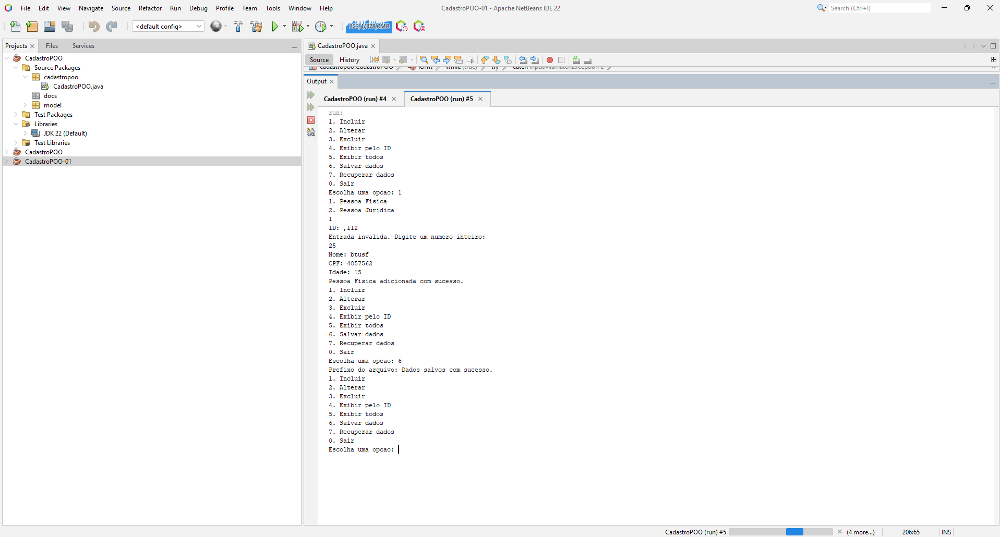 File Edit View Navigate Source Refactor Run Debug Profile Team Tools Window Help
CadastroPOO-01 - Apache NetBeans IDE 22
Search (Ctrl+I)
<default config>
323,4/378,0MB
Projects
Files
Services
CadastroPOO
Source Packages
cadastropoo
CadastroPOO.java
docs
model
Test Packages
Libraries
JDK 22 (Default)
Test Libraries
CadastroPOO
CadastroPOO-01
CadastroPOO.java
Source
History
cadastropoo.CadastroPOO
while (true)
try
catch InputMismatchException e
Output
CadastroPOO (run) #4
CadastroPOO (run) #5
run:
1. Incluir
2. Alterar
3. Excluir
4. Exibir pelo ID
5. Exibir todos
6. Salvar dados
7. Recuperar dados
0. Sair
Escolha uma opcao: 1
1. Pessoa Fisica
2. Pessoa Juridica
1
ID: ,112
Entrada invalida. Digite um numero inteiro:
25
Nome: btusf
CPF: 4857562
Idade: 15
Pessoa Fisica adicionada com sucesso.
1. Incluir
2. Alterar
3. Excluir
4. Exibir pelo ID
5. Exibir todos
6. Salvar dados
7. Recuperar dados
0. Sair
Escolha uma opcao: 6
Prefixo do arquivo: Dados salvos com sucesso.
1. Incluir
2. Alterar
3. Excluir
4. Exibir pelo ID
5. Exibir todos
6. Salvar dados
7. Recuperar dados
0. Sair
Escolha uma opcao:
CadastroPOO (run) #5
(4 more...)
206:65
INS